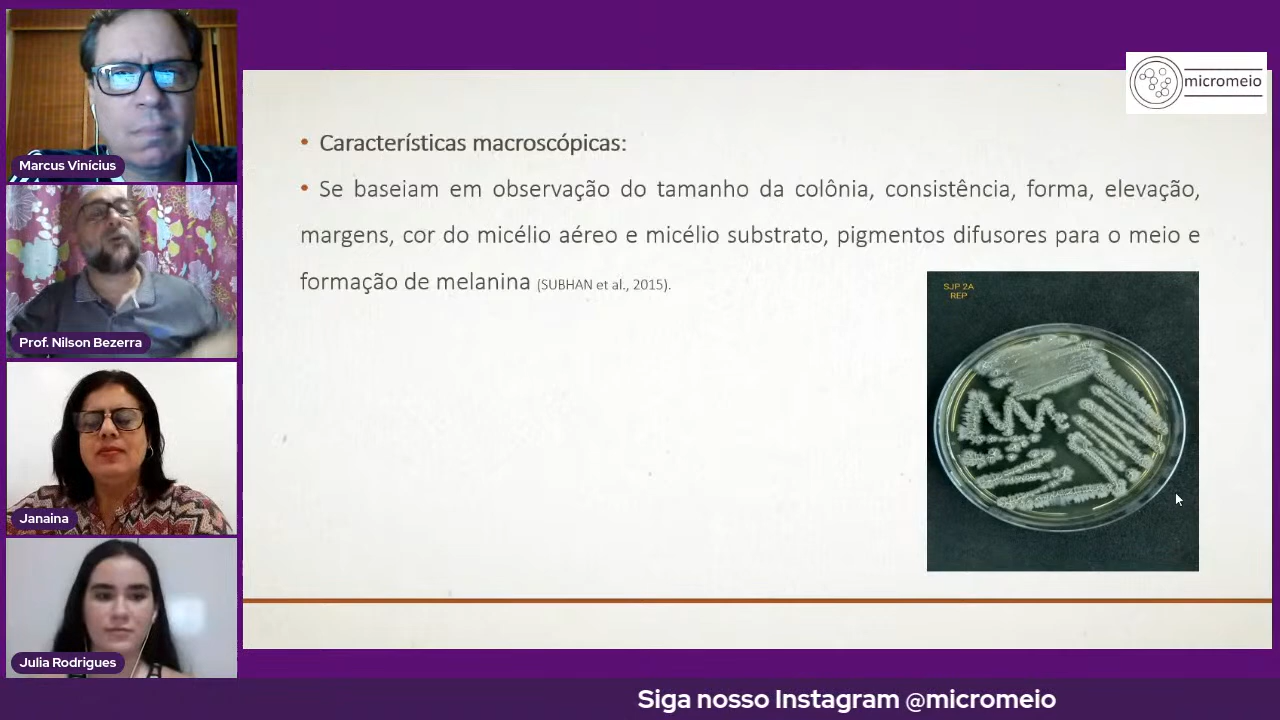 micromeio
Marcus Vinícius
Prof. Nilson Bezerra
Janaina
Julia Rodrigues
• Características macroscópicas:
• Se baseiam em observação do tamanho da colônia, consistência, forma, elevação,
margens, cor do micélio aéreo e micélio substrato, pigmentos difusores para o meio e
formação de melanina (SUBHAN et al., 2015).
SJP 2A
REP
Siga nosso Instagram @micromeio